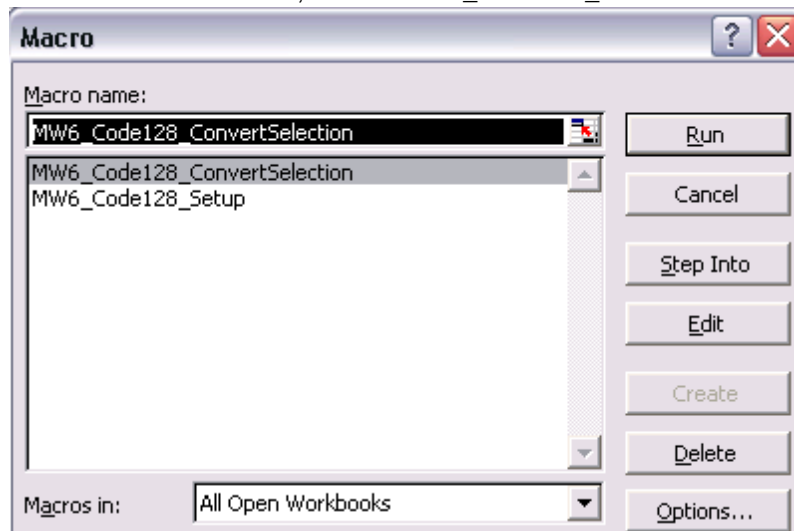 Macro
Macro name:
MW6_Code128_ConvertSelection
MW6_Code128_ConvertSelection
MW6_Code128_Setup
Run
Cancel
Step Into
Edit
Create
Delete
Options...
Macros in:
All Open Workbooks